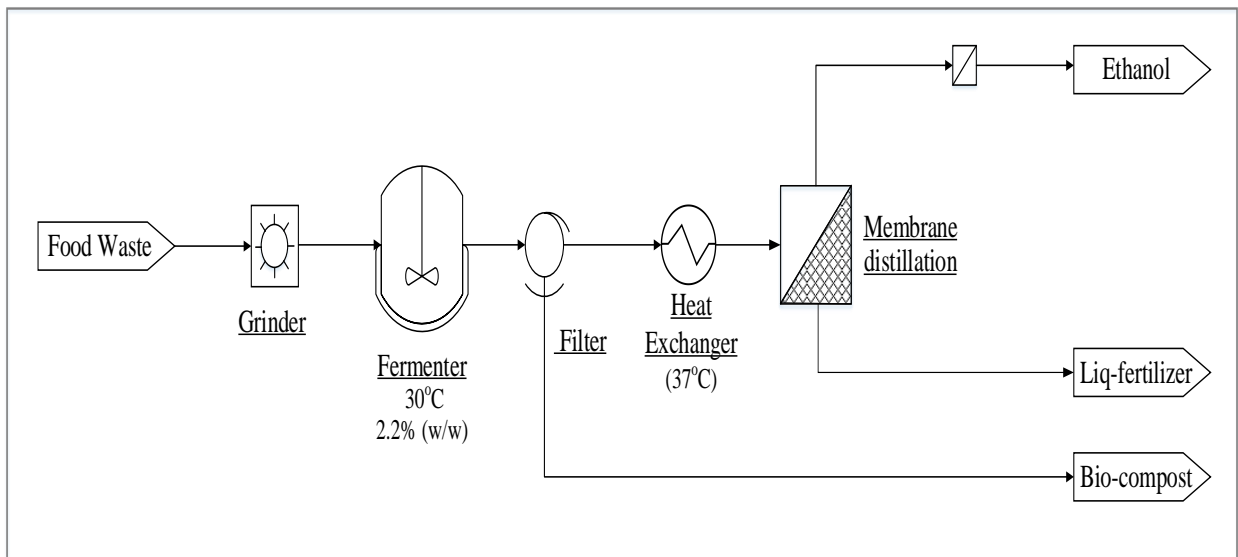 Ethanol
Food Waste
Grinder
Fermenter
30°C
2.2% (w/w)
Filter
Heat
Exchanger
(37°C)
Membrane
distillation
Liq-fertilizer
Bio-compost